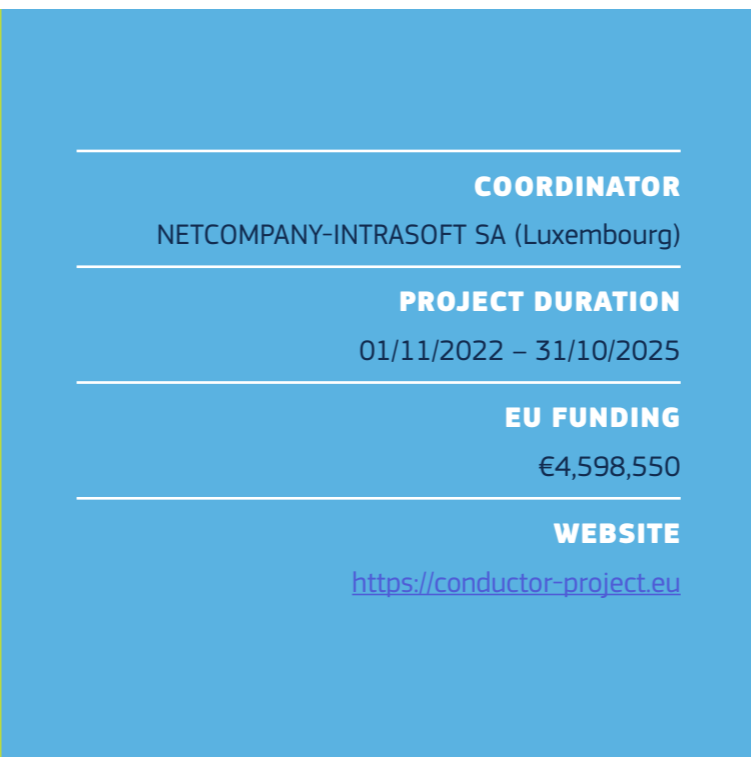 COORDINATOR
NETCOMPANY-INTRASOFT SA (Luxembourg)
PROJECT DURATION
01/11/2022 – 31/10/2025
EU FUNDING
€4,598,550
WEBSITE
https://conductor-project.eu